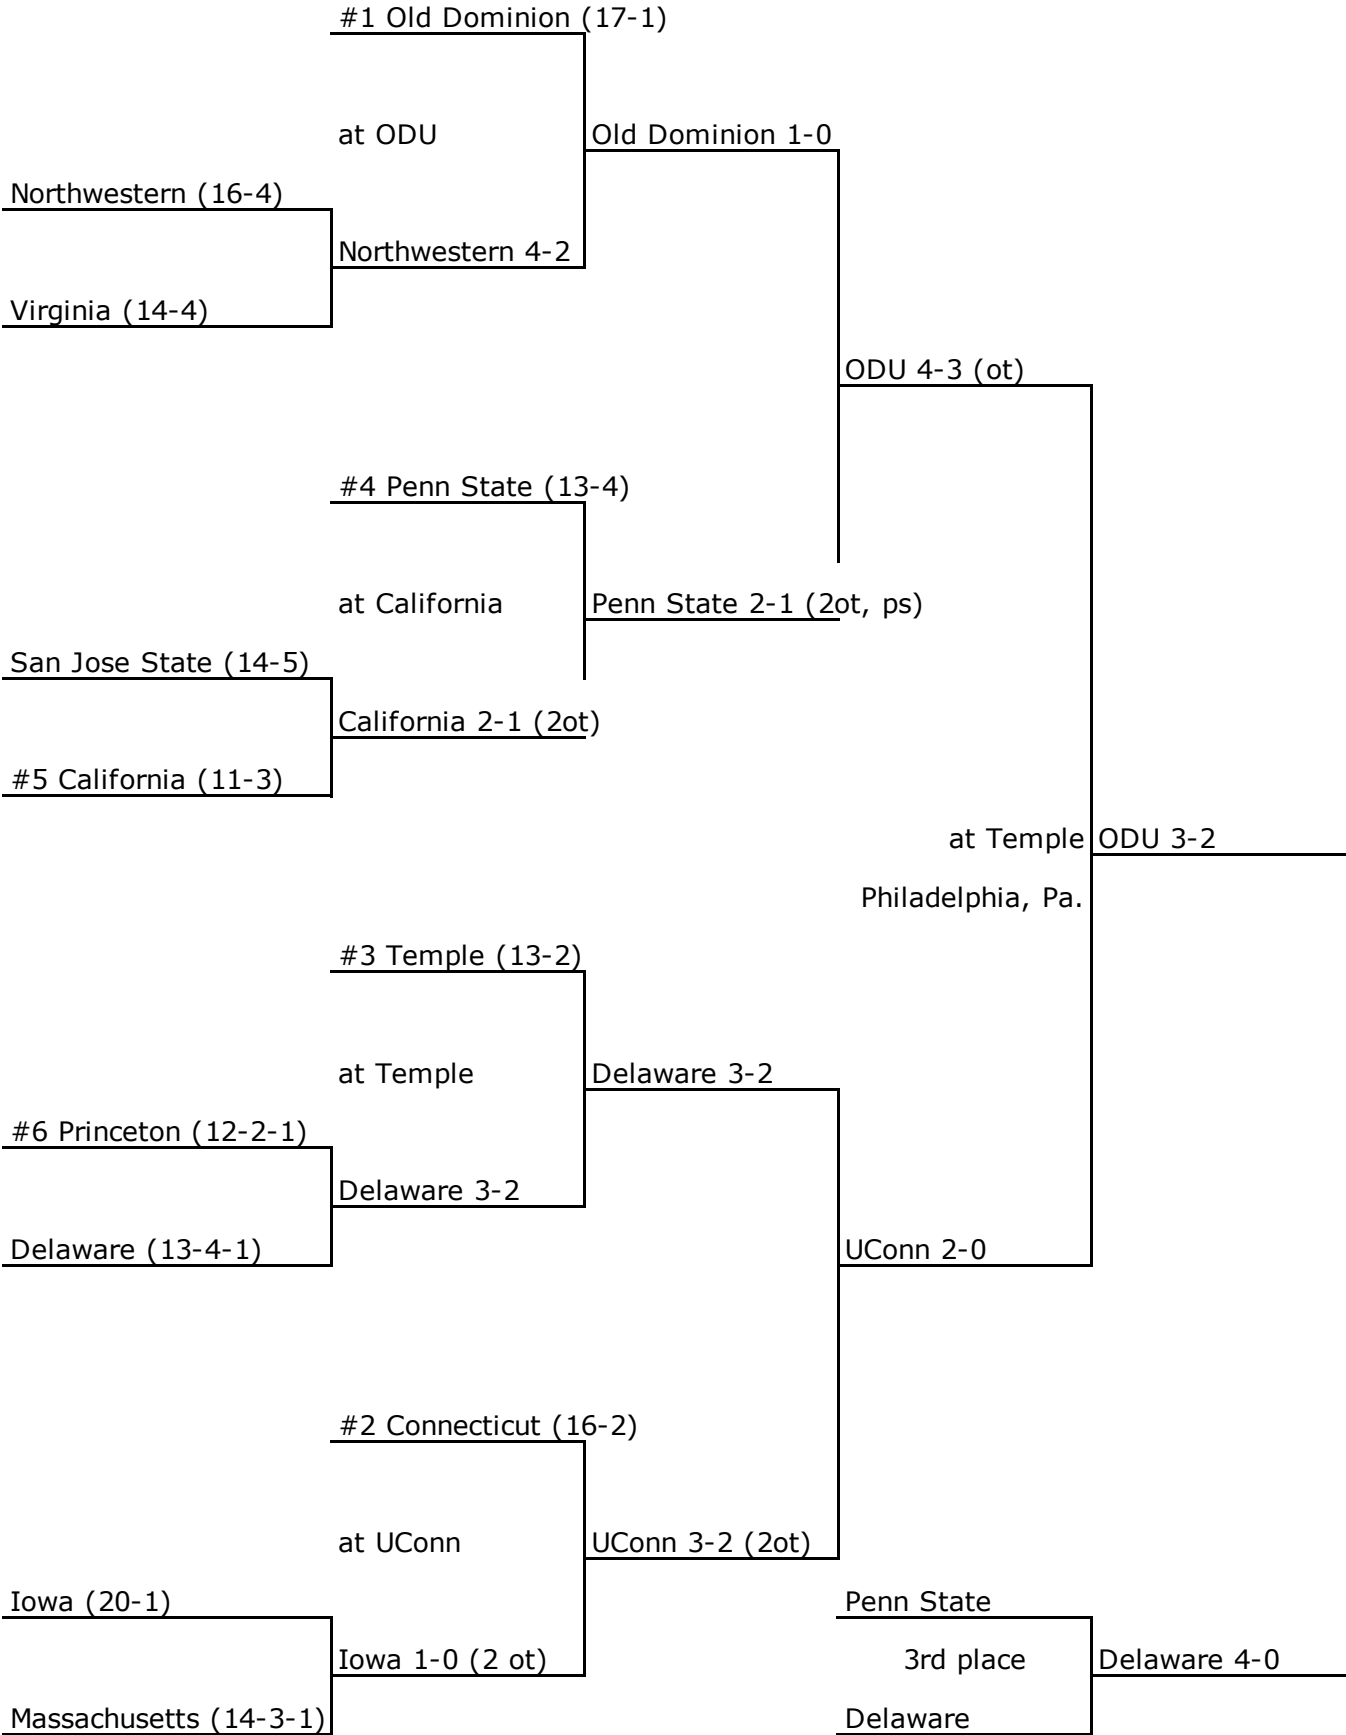 #1 Old Dominion (17-1)
at ODU
Old Dominion 1-0
Northwestern (16-4)
Northwestern 4-2
Virginia (14-4)
ODU 4-3 (ot)
#4 Penn State (13-4)
at California
Penn State 2-1 (2ot, ps)
San Jose State (14-5)
California 2-1 (2ot)
#5 California (11-3)
at Temple
ODU 3-2
Philadelphia, Pa.
#3 Temple (13-2)
at Temple
Delaware 3-2
#6 Princeton (12-2-1)
Delaware 3-2
Delaware (13-4-1)
UConn 2-0
#2 Connecticut (16-2)
at UConn
UConn 3-2 (2ot)
Iowa (20-1)
Penn State
Iowa 1-0 (2 ot)
3rd place
Delaware 4-0
Massachusetts (14-3-1)
Delaware